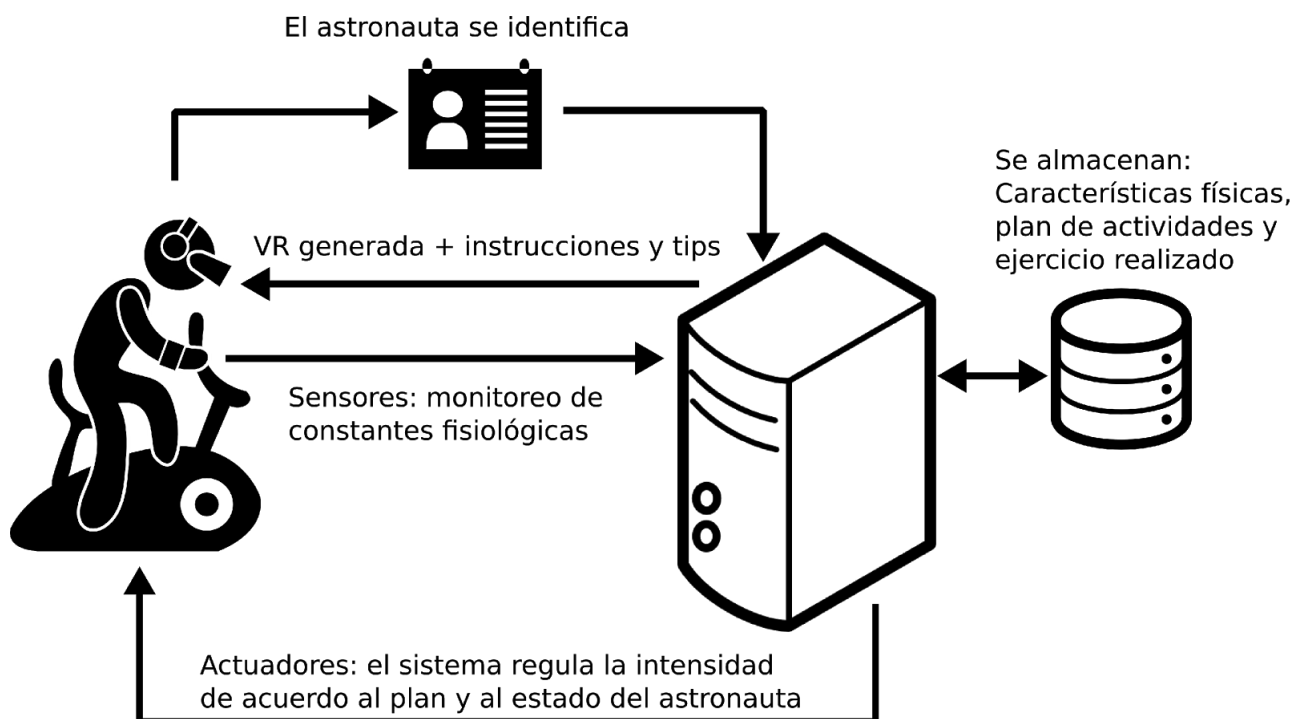 El astronauta se identifica
Se almacenan:
Características físicas,
plan de actividades y
ejercicio realizado
VR generada + instrucciones y tips
Sensores: monitoreo de
constantes fisiológicas
Actuadores: el sistema regula la intensidad
de acuerdo al plan y al estado del astronauta